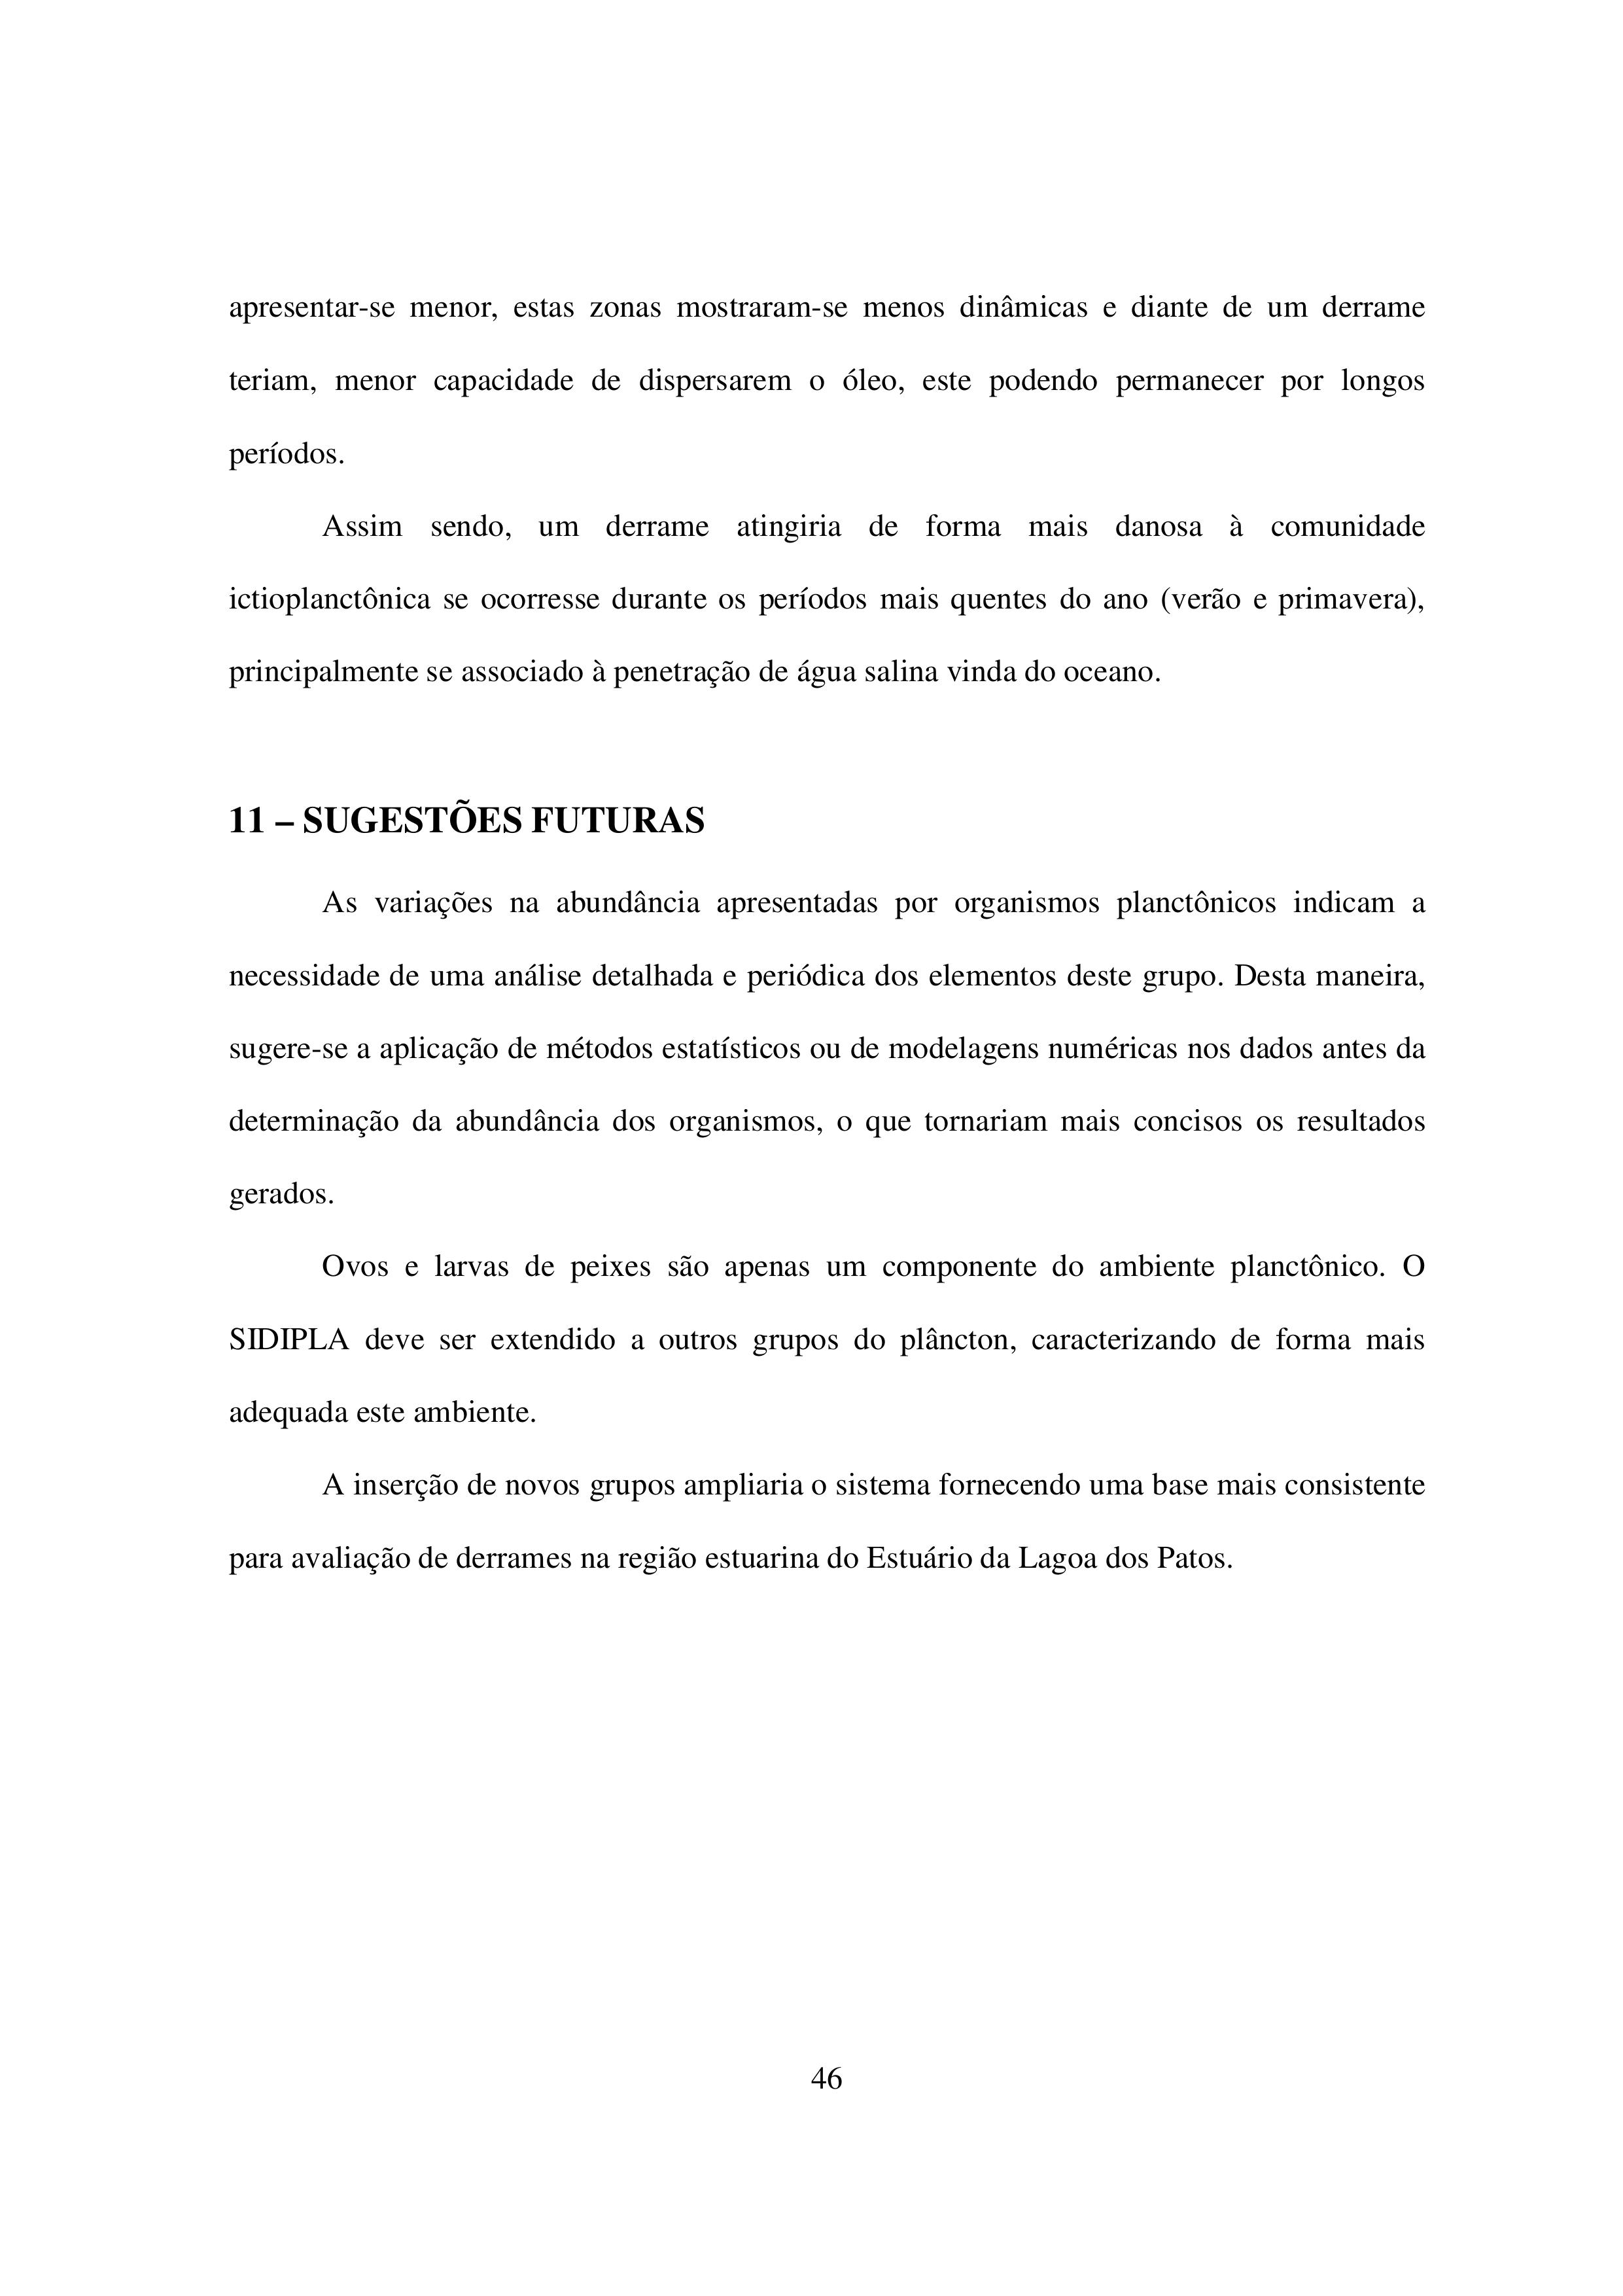 apresentar-se menor, estas zonas mostraram-se menos dinâmicas e diante de um derrame
teriam, menor capacidade de dispersarem o óleo, este podendo permanecer por longos
períodos.
Assim sendo, um derrame atingiria de forma mais danosa à comunidade
ictioplanctônica se ocorresse durante os períodos mais quentes do ano (verão e primavera),
principalmente se associado à penetração de água salina vinda do oceano.
11 – SUGESTÕES FUTURAS
As variações na abundância apresentadas por organismos planctônicos indicam a
necessidade de uma análise detalhada e periódica dos elementos deste grupo. Desta maneira,
sugere-se a aplicação de métodos estatísticos ou de modelagens numéricas nos dados antes da
determinação da abundância dos organismos, o que tornariam mais concisos os resultados
gerados.
Ovos e larvas de peixes são apenas um componente do ambiente planctônico. O
SIDIPLA deve ser extendido a outros grupos do plâncton, caracterizando de forma mais
adequada este ambiente.
A inserção de novos grupos ampliaria o sistema fornecendo uma base mais consistente
para avaliação de derrames na região estuarina do Estuário da Lagoa dos Patos.
46